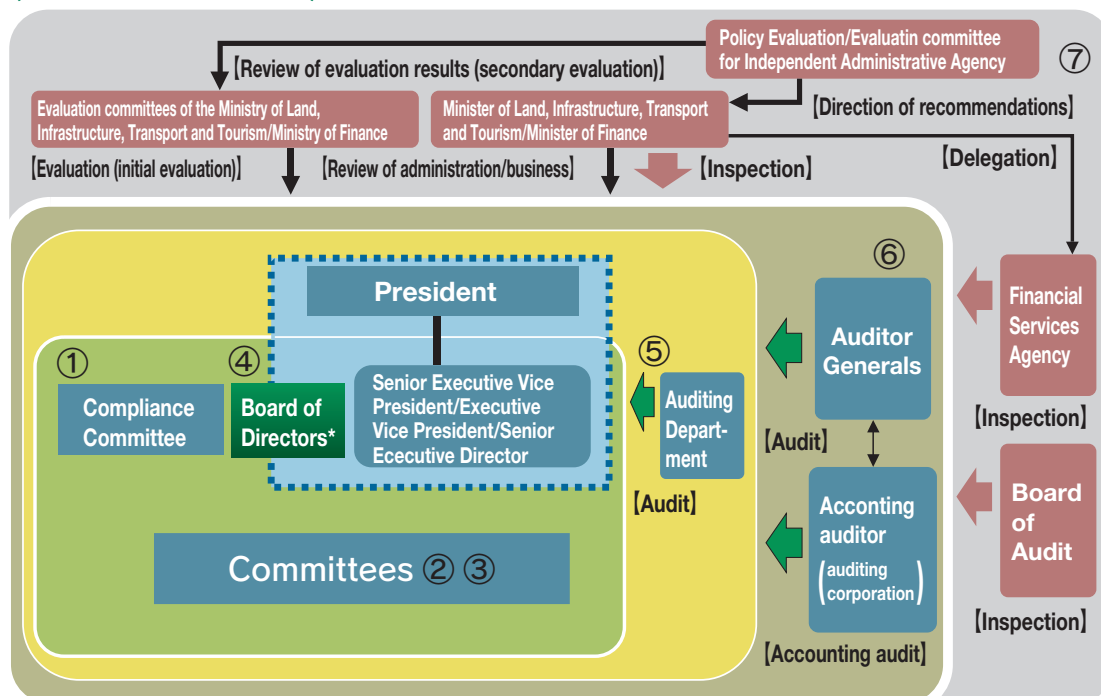 Policy Evaluation/Evaluatin committee
for Independent Administrative Agency
⑦
【Review of evaluation results (secondary evaluation)】
Evaluation committees of the Ministry of Land,
Infrastructure, Transport and Tourism/Ministry of Finance
Minister of Land, Infrastructure, Transport
and Tourism/Minister of Finance
【Direction of recommendations】
【Evaluation (initial evaluation)】
【Review of administration/business】
【Inspection】
【Delegation】
President
①
Compliance
Committee
④
Board of
Directors*
Senior Executive Vice
President/Executive
Vice President/Senior
Ececutive Director
⑤
Auditing
Depart-
ment
【Audit】
Committees ② ③
⑥
Auditor
Generals
【Audit】
Acconting
auditor
(auditing
corporation)
【Accounting audit】
Financial
Services
Agency
【Inspection】
Board
of
Audit
【Inspection】